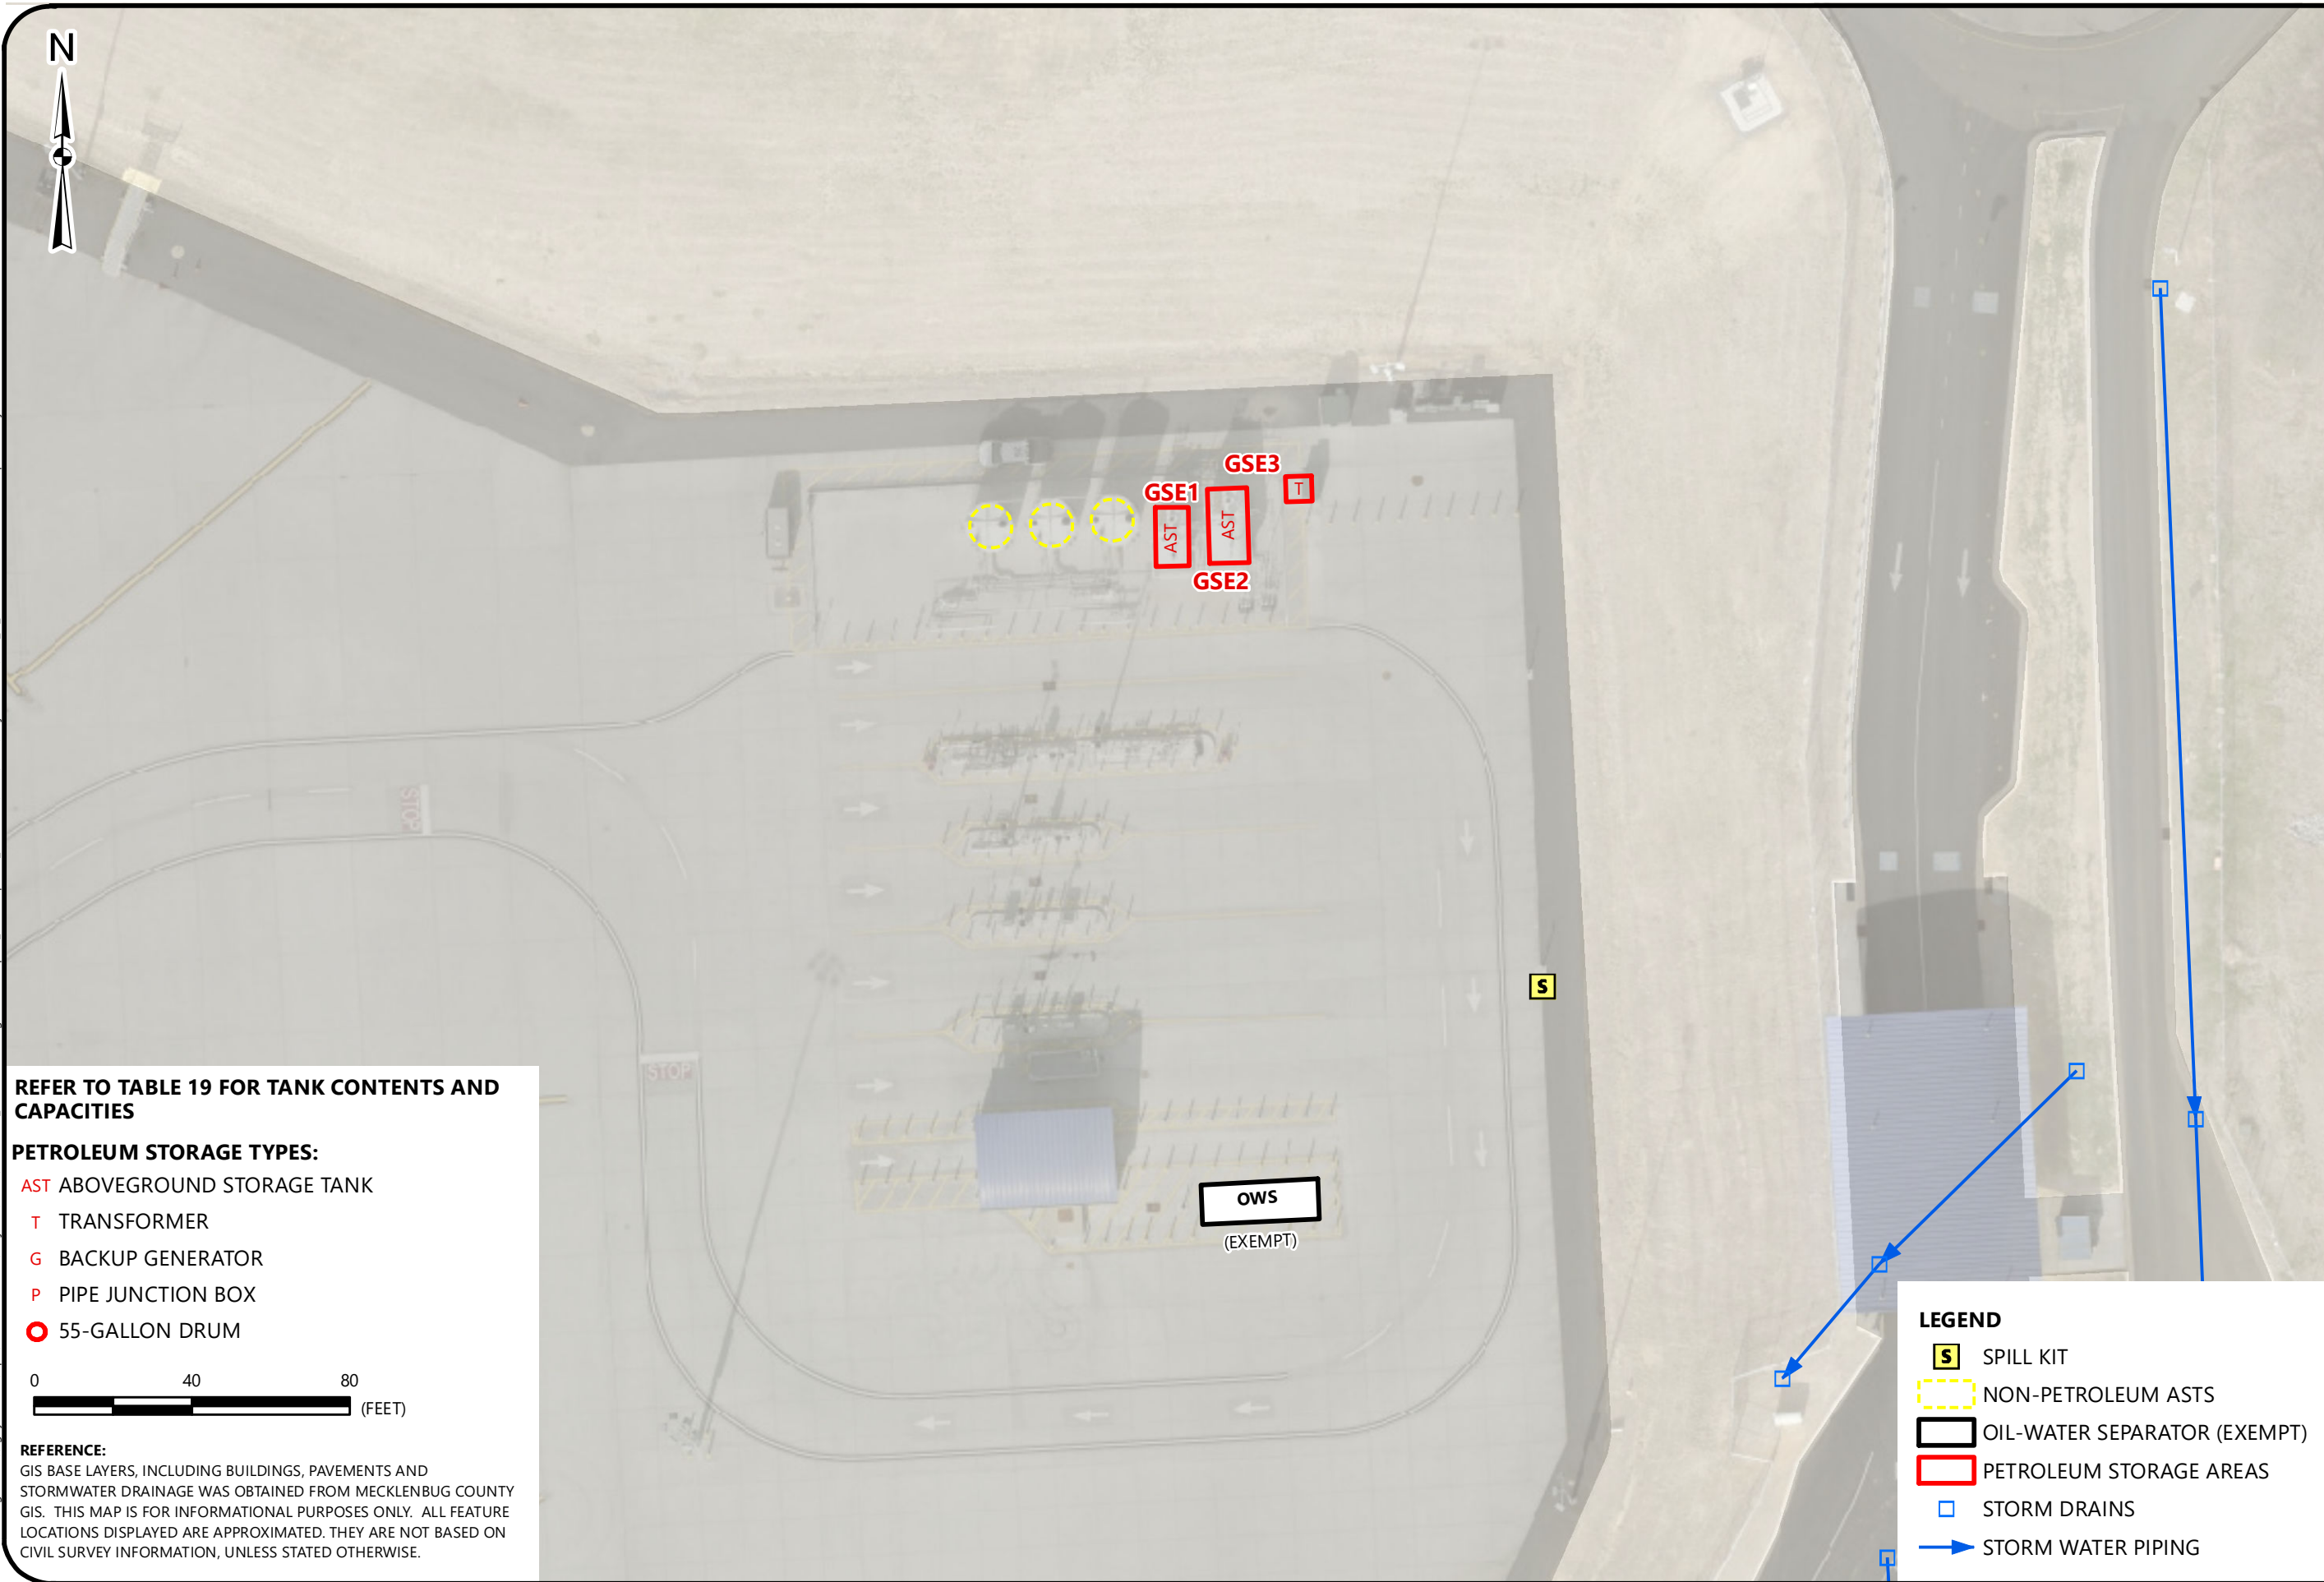 N
GSE3
T
GSE1
AST
AST
GSE2
STOP
S
STOP
OWS
(EXEMPT)
REFER TO TABLE 19 FOR TANK CONTENTS AND
CAPACITIES
PETROLEUM STORAGE TYPES:
AST ABOVEGROUND STORAGE TANK
T TRANSFORMER
G BACKUP GENERATOR
P PIPE JUNCTION BOX
55-GALLON DRUM
0 40 80
(FEET)
REFERENCE:
GIS BASE LAYERS, INCLUDING BUILDINGS, PAVEMENTS AND
STORMWATER DRAINAGE WAS OBTAINED FROM MECKLENBUG COUNTY
GIS. THIS MAP IS FOR INFORMATIONAL PURPOSES ONLY. ALL FEATURE
LOCATIONS DISPLAYED ARE APPROXIMATED. THEY ARE NOT BASED ON
CIVIL SURVEY INFORMATION, UNLESS STATED OTHERWISE.
LEGEND
S SPILL KIT
NON-PETROLEUM ASTS
OIL-WATER SEPARATOR (EXEMPT)
PETROLEUM STORAGE AREAS
STORM DRAINS
STORM WATER PIPING